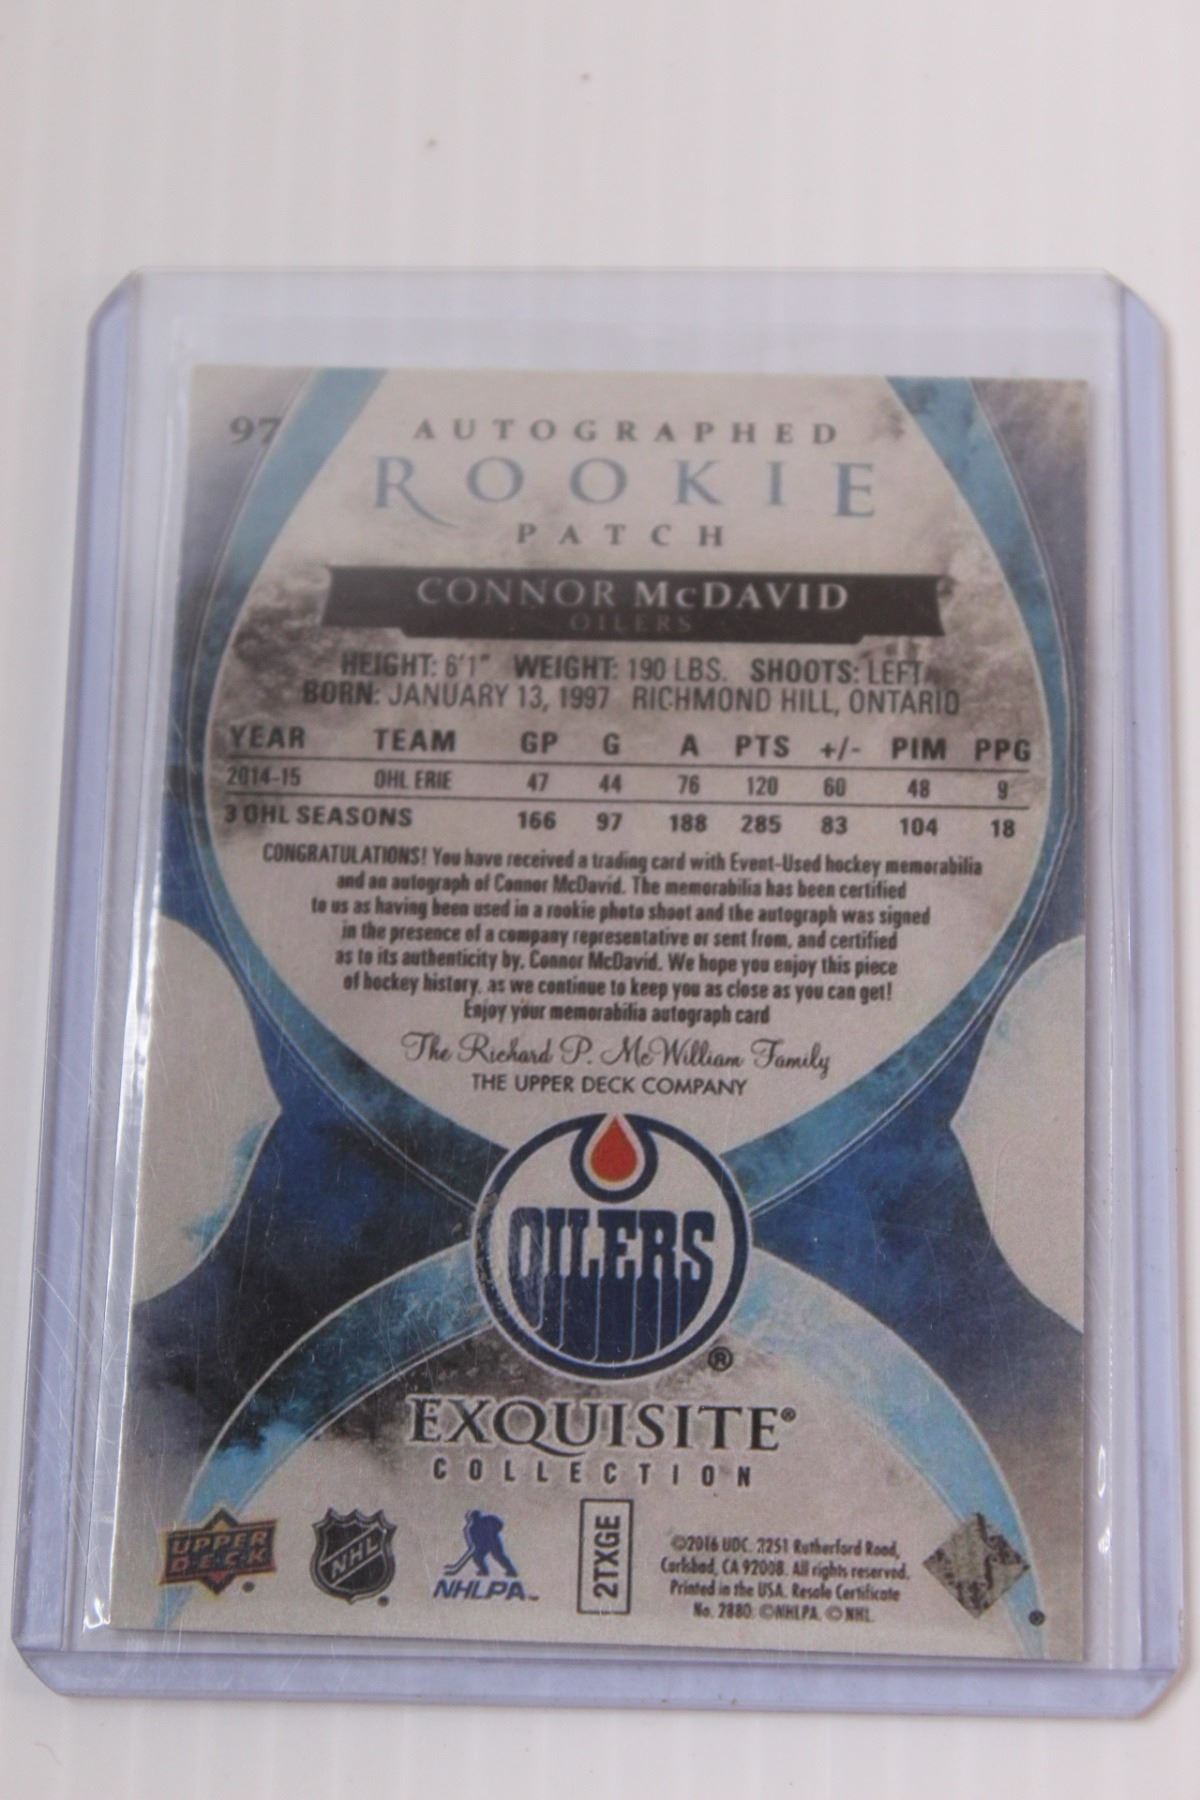 97
AUTOGRAPHED
ROOKIE
PATCH
CONNOR McDAVID
OILERS
HEIGHT: 6'1" WEIGHT: 190 LBS. SHOOTS: LEFT
BORN: JANUARY 13, 1997 RICHMOND HILL, ONTARIO
YEAR TEAM GP G A PTS +/- PIM PPG
2014-15 OHL ERIE 47 44 76 120 60 48 9
3 OHL SEASONS 166 97 188 285 83 104 18
CONGRATULATIONS! You have received a trading card with Event-Used hockey memorabilia
and an autograph of Connor McDavid. The memorabilia has been certified
to us as having been used in a rookie photo shoot and the autograph was signed
in the presence of a company representative or sent from, and certified
as to its authenticity by, Connor McDavid. We hope you enjoy this piece
of hockey history, as we continue to keep you as close as you can get!
Enjoy your memorabilia autograph card
The Richard P. McWilliam Family
THE UPPER DECK COMPANY
OILERS
®
EXQUISITE®
COLLECTION
UPPER
DECK
NHL
NHLPA
2TXGE
©2016 UDC. 2251 Rutherford Road,
Carlsbad, CA 92008. All rights reserved.
Printed in the USA. Resale Certificate
No. 2880. ©NHLPA. © NHL.